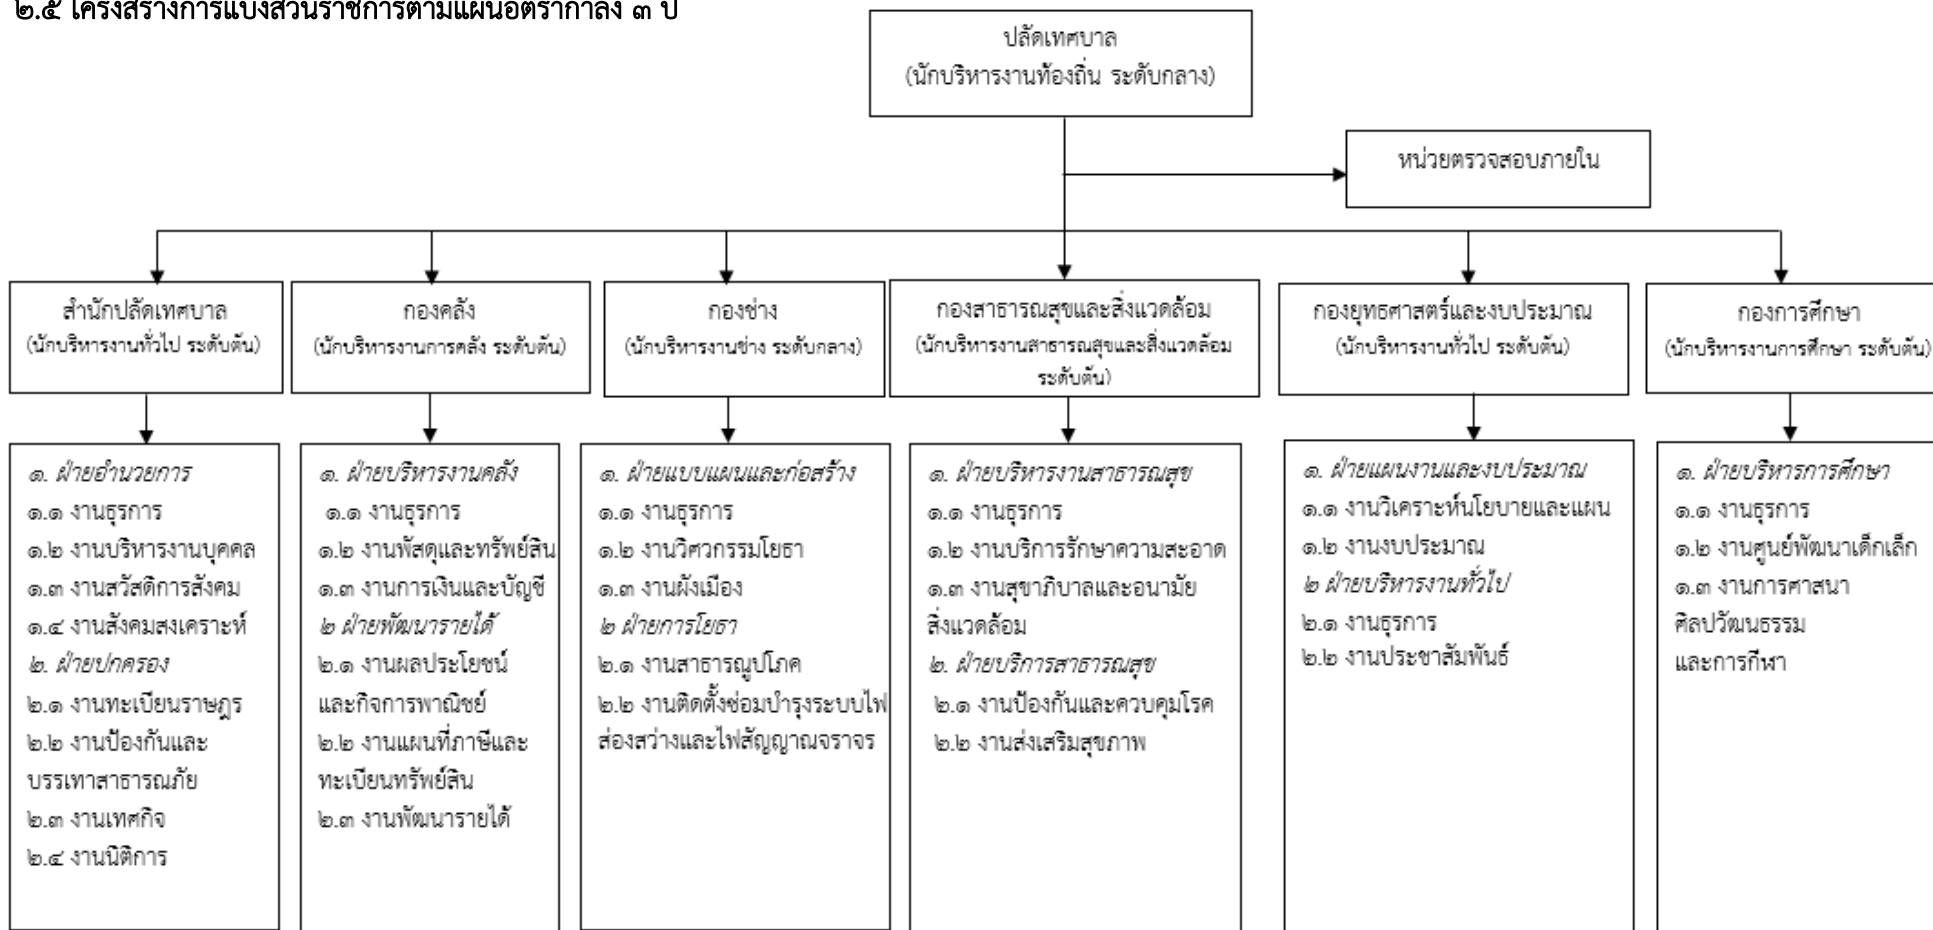 ๒.๕ โครงสร้างการแบ่งส่วนราชการตามแผนอัตรากำลัง ๓ ปี
ปลัดเทศบาล
(นักบริหารงานท้องถิ่น ระดับกลาง)
หน่วยตรวจสอบภายใน
สำนักปลัดเทศบาล
(นักบริหารงานทั่วไป ระดับต้น)
กองคลัง
(นักบริหารงานการคลัง ระดับต้น)
กองช่าง
(นักบริหารงานช่าง ระดับกลาง)
กองสาธารณสุขและสิ่งแวดล้อม
(นักบริหารงานสาธารณสุขและสิ่งแวดล้อม
ระดับต้น)
กองยุทธศาสตร์และงบประมาณ
(นักบริหารงานทั่วไป ระดับต้น)
กองการศึกษา
(นักบริหารงานการศึกษา ระดับต้น)
๑. ฝ่ายอำนวยการ
๑.๑ งานธุรการ
๑.๒ งานบริหารงานบุคคล
๑.๓ งานสวัสดิการสังคม
๑.๔ งานสังคมสงเคราะห์
๒. ฝ่ายปกครอง
๒.๑ งานทะเบียนราษฎร
๒.๒ งานป้องกันและ
บรรเทาสาธารณภัย
๒.๓ งานเทศกิจ
๒.๔ งานนิติการ
๑. ฝ่ายบริหารงานคลัง
๑.๑ งานธุรการ
๑.๒ งานพัสดุและทรัพย์สิน
๑.๓ งานการเงินและบัญชี
๒ ฝ่ายพัฒนารายได้
๒.๑ งานผลประโยชน์
และกิจการพาณิชย์
๒.๒ งานแผนที่ภาษีและ
ทะเบียนทรัพย์สิน
๒.๓ งานพัฒนารายได้
๑. ฝ่ายแบบแผนและก่อสร้าง
๑.๑ งานธุรการ
๑.๒ งานวิศวกรรมโยธา
๑.๓ งานผังเมือง
๒ ฝ่ายการโยธา
๒.๑ งานสาธารณูปโภค
๒.๒ งานติดตั้งซ่อมบำรุงระบบไฟ
ส่องสว่างและไฟสัญญาณจราจร
๑. ฝ่ายบริหารงานสาธารณสุข
๑.๑ งานธุรการ
๑.๒ งานบริการรักษาความสะอาด
๑.๓ งานสุขาภิบาลและอนามัย
สิ่งแวดล้อม
๒. ฝ่ายบริการสาธารณสุข
๒.๑ งานป้องกันและควบคุมโรค
๒.๒ งานส่งเสริมสุขภาพ
๑. ฝ่ายแผนงานและงบประมาณ
๑.๑ งานวิเคราะห์นโยบายและแผน
๑.๒ งานงบประมาณ
๒ ฝ่ายบริหารงานทั่วไป
๒.๑ งานธุรการ
๒.๒ งานประชาสัมพันธ์
๑. ฝ่ายบริหารการศึกษา
๑.๑ งานธุรการ
๑.๒ งานศูนย์พัฒนาเด็กเล็ก
๑.๓ งานการศาสนา
ศิลปวัฒนธรรม
และการกีฬา